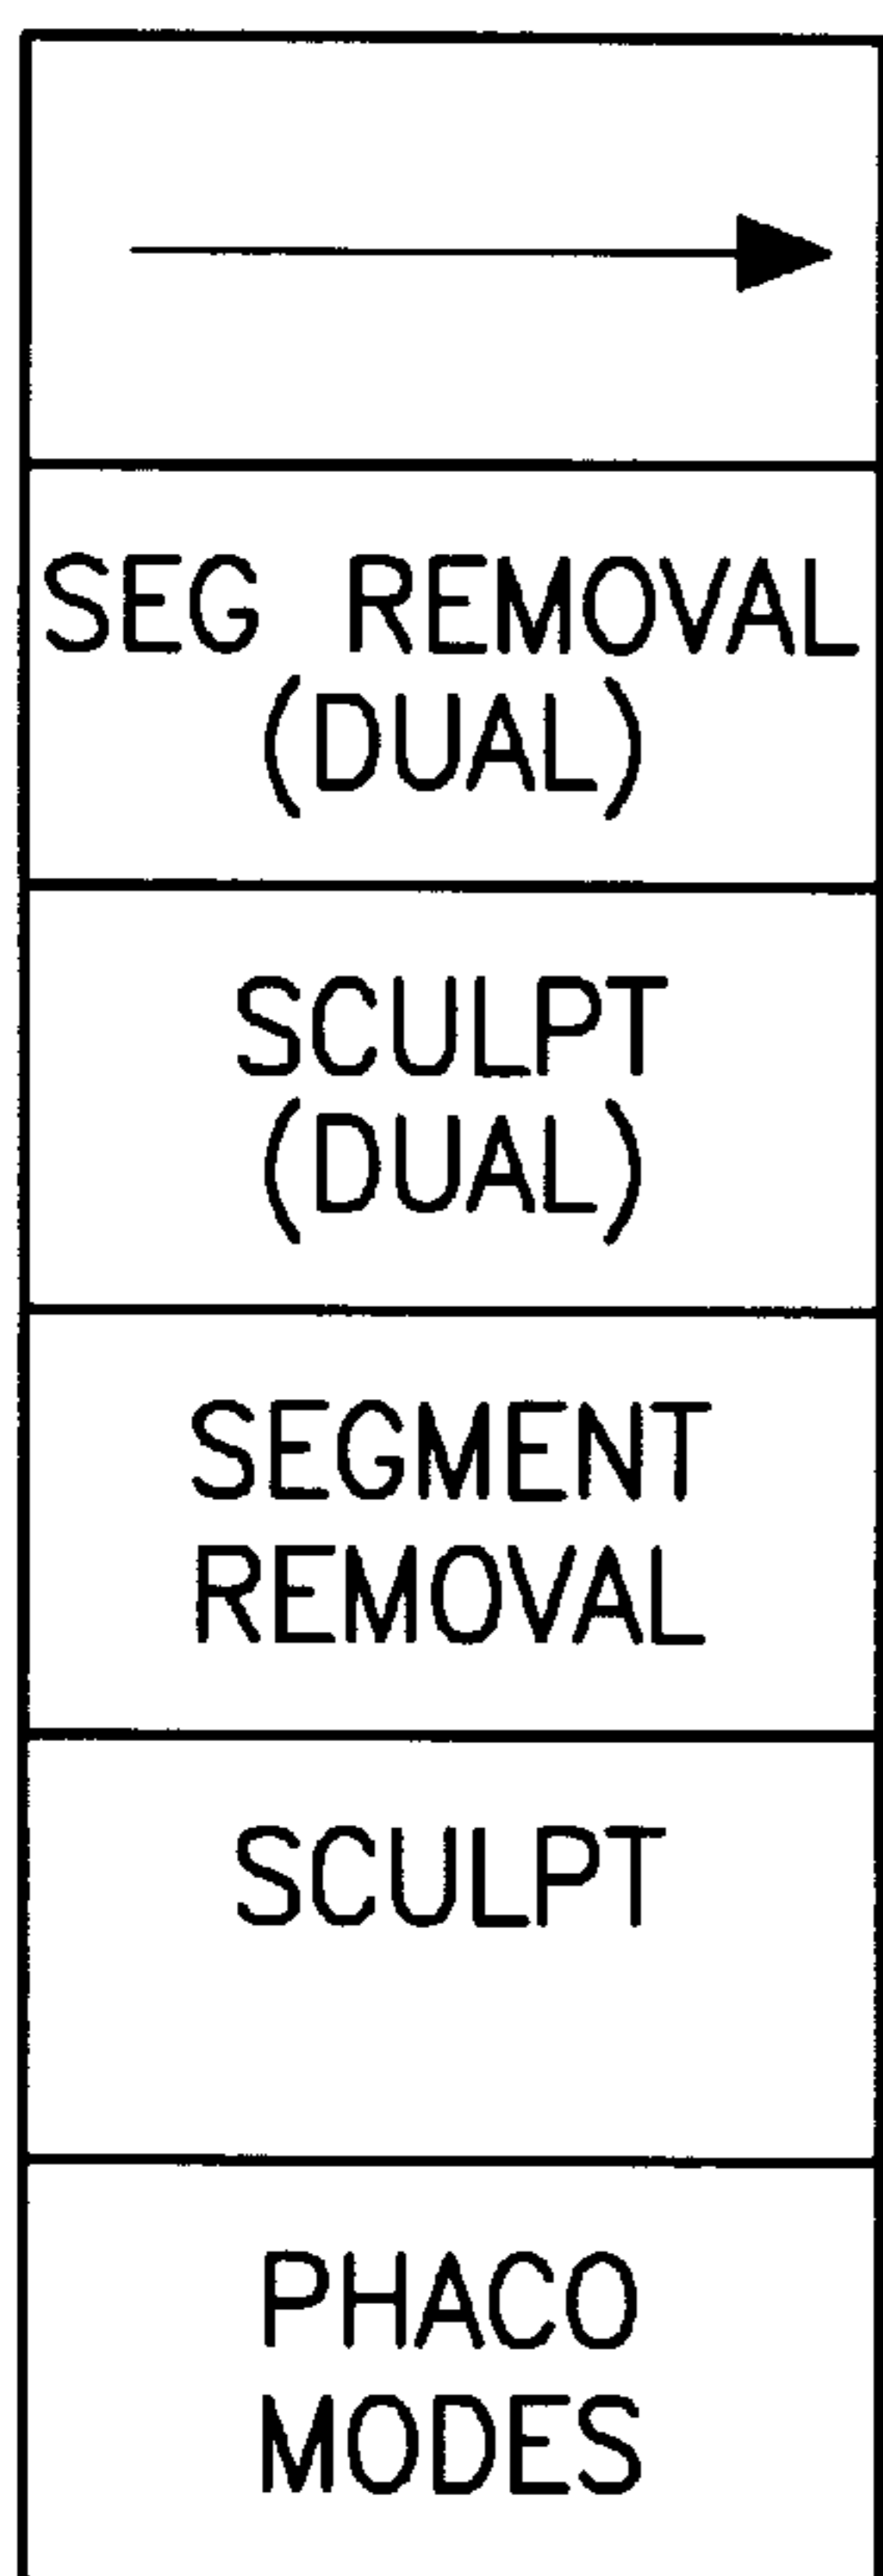 SEG REMOVAL
(DUAL)
SCULPT
(DUAL)
SEGMENT
REMOVAL
SCULPT
PHACO
MODES